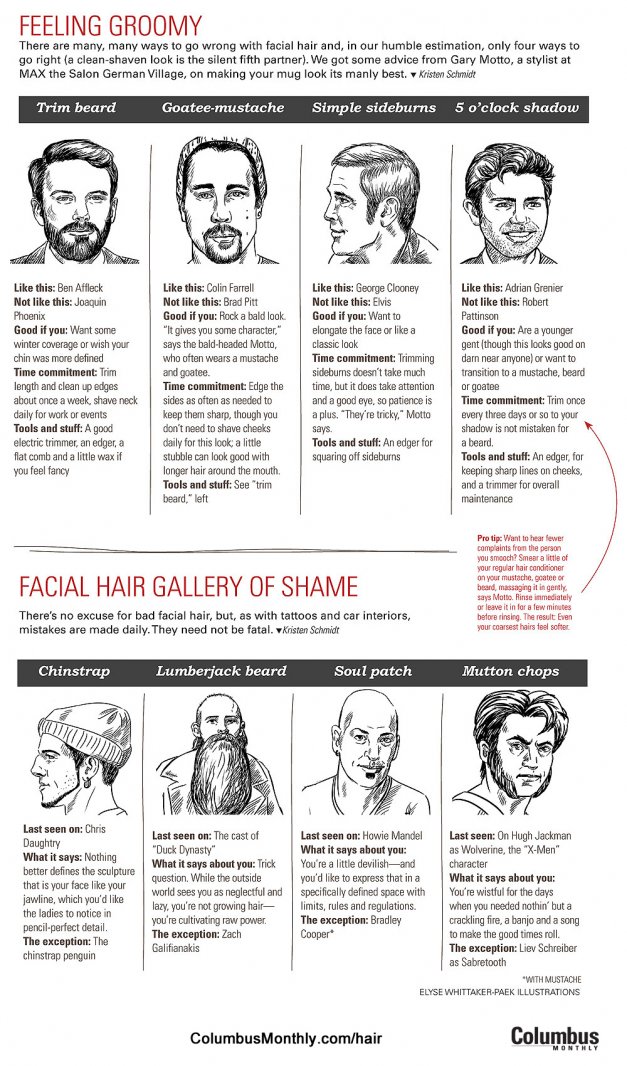 FEELING GROOMY
There are many, many ways to go wrong with facial hair and, in our humble estimation, only four ways to
go right (a clean-shaven look is the silent fifth partner). We got some advice from Gary Motto, a stylist at
MAX the Salon German Village, on making your mug look its manly best. ▼ Kristen Schmidt
Trim beard
Goatee-mustache
Simple sideburns
5 o'clock shadow
Like this: Ben Affleck
Not like this: Joaquin
Phoenix
Good if you: Want some
winter coverage or wish your
chin was more defined
Time commitment: Trim
length and clean up edges
about once a week, shave neck
daily for work or events
Tools and stuff: A good
electric trimmer, an edger, a
flat comb and a little wax if
you feel fancy
Like this: Colin Farrell
Not like this: Brad Pitt
Good if you: Rock a bald look.
"It gives you some character,"
says the bald-headed Motto,
who often wears a mustache
and goatee.
Time commitment: Edge the
sides as often as needed to
keep them sharp, though you
don't need to shave cheeks
daily for this look; a little
stubble can look good with
longer hair around the mouth.
Tools and stuff: See "trim
beard," left
Like this: George Clooney
Not like this: Elvis
Good if you: Want to
elongate the face or like a
classic look
Time commitment: Trimming
sideburns doesn't take much
time, but it does take attention
and a good eye, so patience is
a plus. "They're tricky," Motto
says.
Tools and stuff: An edger for
squaring off sideburns
Like this: Adrian Grenier
Not like this: Robert
Pattinson
Good if you: Are a younger
gent (though this looks good on
darn near anyone) or want to
transition to a mustache, beard
or goatee
Time commitment: Trim once
every three days or so to your
shadow is not mistaken for
a beard.
Tools and stuff: An edger, for
keeping sharp lines on cheeks,
and a trimmer for overall
maintenance
Pro tip: Want to hear fewer
complaints from the person
you smooch? Smear a little of
your regular hair conditioner
on your mustache, goatee or
beard, massaging it in gently,
says Motto. Rinse immediately
or leave it in for a few minutes
before rinsing. The result: Even
your coarsest hairs feel softer.
FACIAL HAIR GALLERY OF SHAME
There's no excuse for bad facial hair, but, as with tattoos and car interiors,
mistakes are made daily. They need not be fatal. ▼Kristen Schmidt
Chinstrap
Lumberjack beard
Soul patch
Mutton chops
Last seen on: Chris
Daughtry
What it says: Nothing
better defines the sculpture
that is your face like your
jawline, which you'd like
the ladies to notice in
pencil-perfect detail.
The exception: The
chinstrap penguin
Last seen on: The cast of
"Duck Dynasty"
What it says about you: Trick
question. While the outside
world sees you as neglectful and
lazy, you're not growing hair—
you're cultivating raw power.
The exception: Zach
Galifianakis
Last seen on: Howie Mandel
What it says about you:
You're a little devilish—and
you'd like to express that in a
specifically defined space with
limits, rules and regulations.
The exception: Bradley
Cooper*
Last seen: On Hugh Jackman
as Wolverine, the "X-Men"
character
What it says about you:
You're wistful for the days
when you needed nothin' but a
crackling fire, a banjo and a song
to make the good times roll.
The exception: Liev Schreiber
as Sabretooth
*WITH MUSTACHE
ELYSE WHITTAKER-PAEK ILLUSTRATIONS
ColumbusMonthly.com/hair
Columbus
MONTHLY